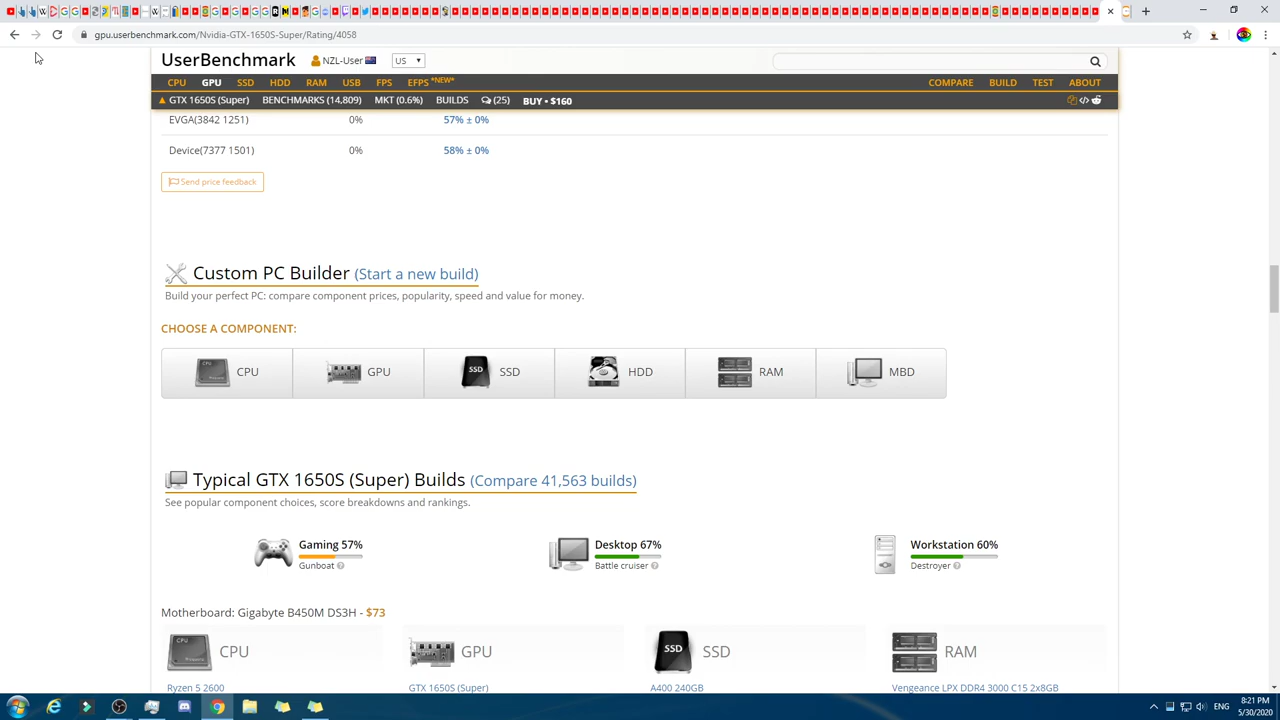 gpu.userbenchmark.com/Nvidia-GTX-1650S-Super/Rating/4058
UserBenchmark NZL-User US
CPU GPU SSD HDD RAM USB FPS EFPS *NEW* COMPARE BUILD TEST ABOUT
GTX 1650S (Super) BENCHMARKS (14,809) MKT (0.6%) BUILDS (25) BUY • $160
EVGA(3842 1251) 0% 57% ± 0%
Device(7377 1501) 0% 58% ± 0%
Send price feedback
Custom PC Builder (Start a new build)
Build your perfect PC: compare component prices, popularity, speed and value for money.
CHOOSE A COMPONENT:
CPU GPU SSD SSD HDD RAM MBD
Typical GTX 1650S (Super) Builds (Compare 41,563 builds)
See popular component choices, score breakdowns and rankings.
Gaming 57% Desktop 67% Workstation 60%
Gunboat Battle cruiser Destroyer
Motherboard: Gigabyte B450M DS3H - $73
CPU GPU SSD SSD RAM
Ryzen 5 2600 GTX 1650S (Super) A400 240GB Vengeance LPX DDR4 3000 C15 2x8GB
ENG 8:21 PM
5/30/2020